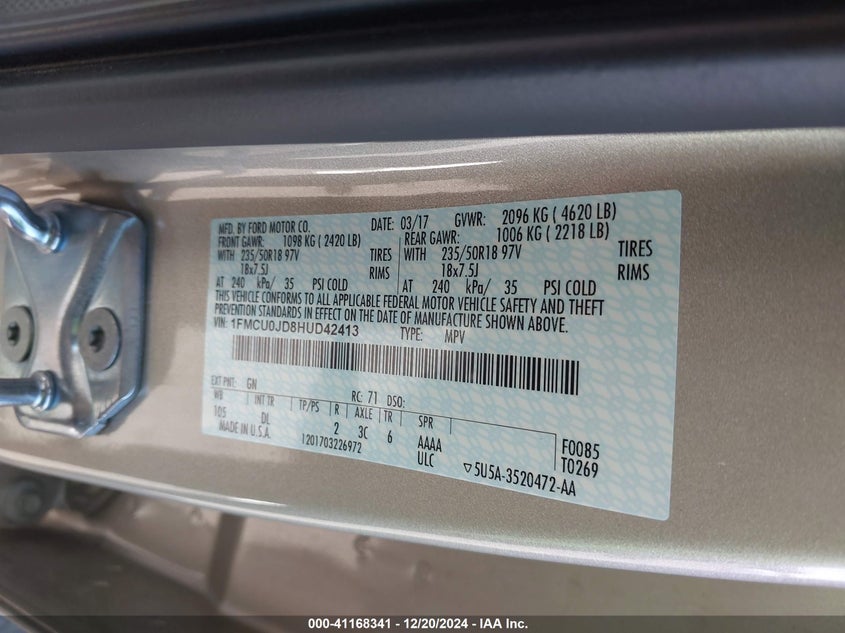 MFD. BY FORD MOTOR CO. DATE: 03/17 GVWR: 2096 KG ( 4620 LB)
FRONT GAWR: 1098 KG ( 2420 LB) REAR GAWR: 1006 KG ( 2218 LB)
WITH 235/50R18 97V TIRES WITH 235/50R18 97V TIRES
18x7.5J RIMS 18x7.5J RIMS
AT 240 kPa/ 35 PSI COLD AT 240 kPa/ 35 PSI COLD
THIS VEHICLE CONFORMS TO ALL APPLICABLE FEDERAL MOTOR VEHICLE SAFETY AND THEFT
PREVENTION STANDARDS IN EFFECT ON THE DATE OF MANUFACTURE SHOWN ABOVE.
1FMCU0JD8HUD42413 TYPE: MPV
EXT PNT: GN RC: 71 DSO:
WB INT TR TP/PS R AXLE TR SPR
105 DL 2 3C 6 AAAA F0085
MADE IN U.S.A. 1201703226972 ULC T0269
▽5U5A-3520472-AA
000-41168341 - 12/20/2024 - IAA Inc.